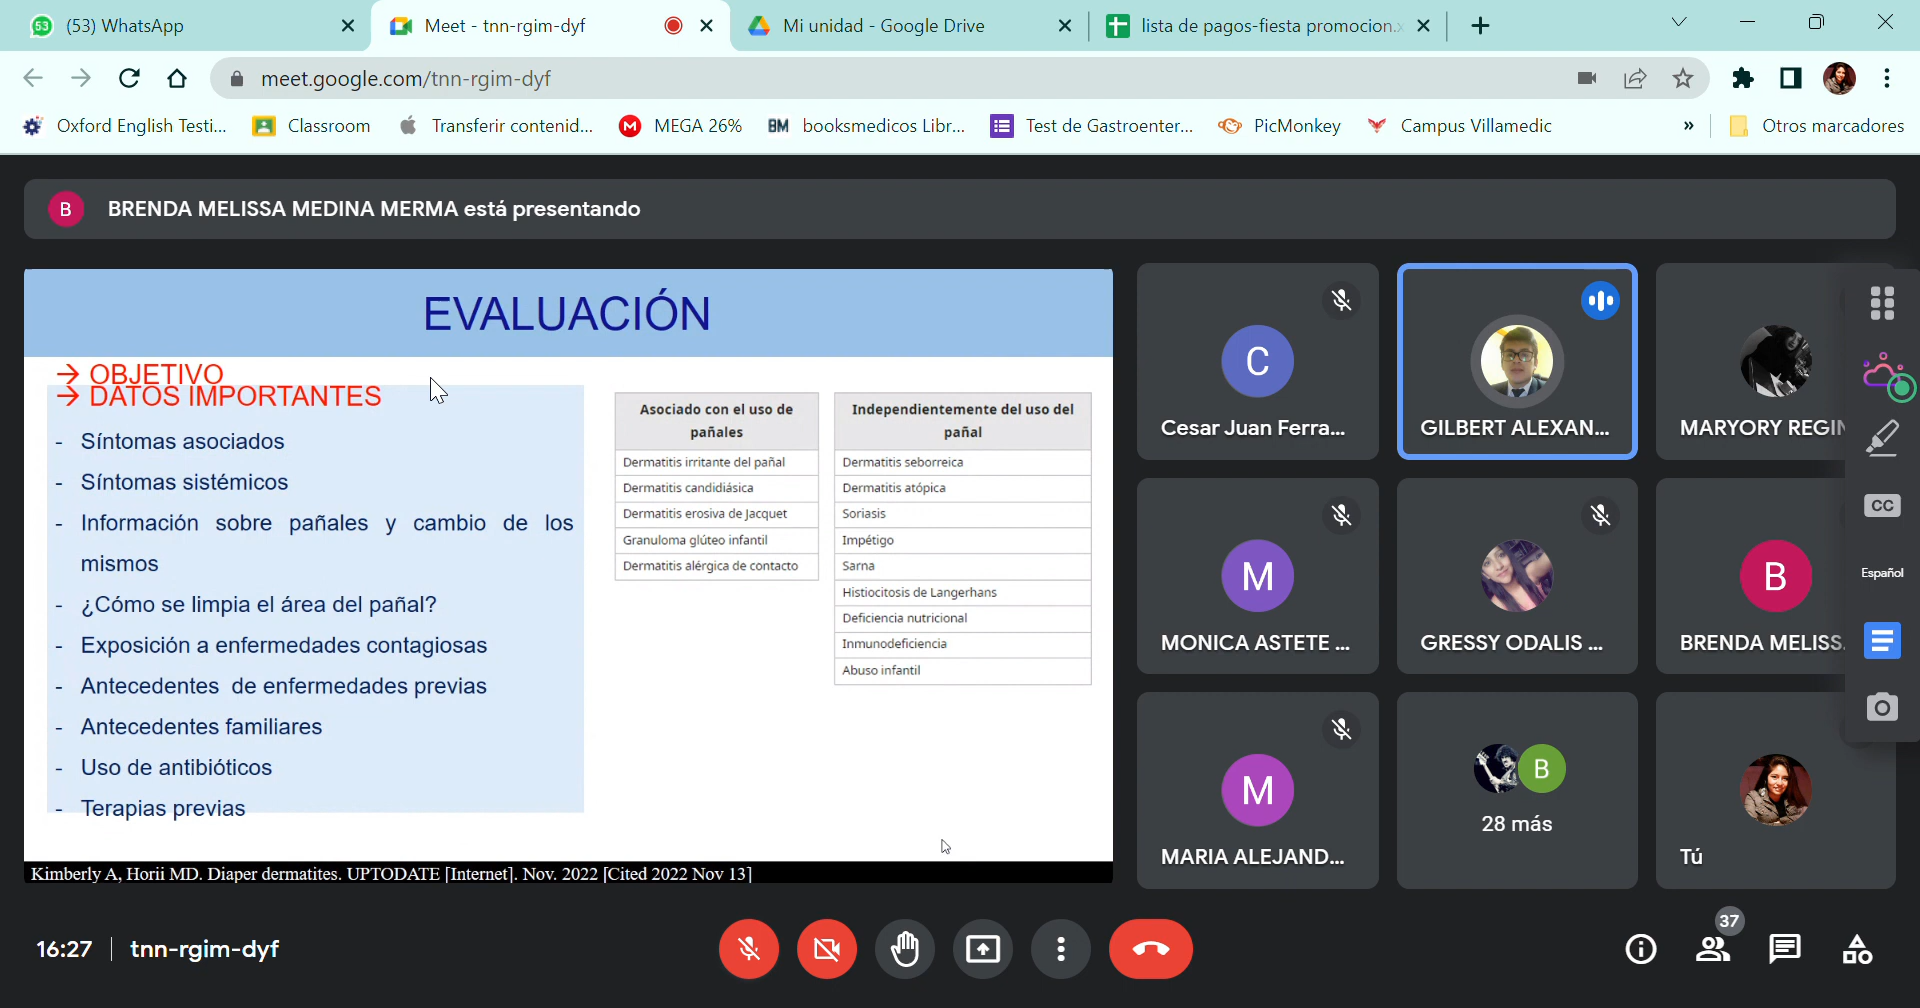 53
(53) WhatsApp
Meet - tnn-rgim-dyf
Mi unidad - Google Drive
lista de pagos-fiesta promocion.x
meet.google.com/tnn-rgim-dyf
Oxford English Testi...
Classroom
Transferir contenid...
MEGA 26%
BM booksmedicos Libr...
Test de Gastroenter...
PicMonkey
Campus Villamedic
»
Otros marcadores
B
BRENDA MELISSA MEDINA MERMA está presentando
EVALUACIÓN
→ OBJETIVO
→ DATOS IMPORTANTES
- Síntomas asociados
- Síntomas sistémicos
- Información sobre pañales y cambio de los
mismos
- ¿Cómo se limpia el área del pañal?
- Exposición a enfermedades contagiosas
- Antecedentes de enfermedades previas
- Antecedentes familiares
- Uso de antibióticos
- Terapias previas
Asociado con el uso de
pañales
Dermatitis irritante del pañal
Dermatitis candidiásica
Dermatitis erosiva de Jacquet
Granuloma glúteo infantil
Dermatitis alérgica de contacto
Independientemente del uso del
pañal
Dermatitis seborreica
Dermatitis atópica
Soriasis
Impétigo
Sarna
Histiocitosis de Langerhans
Deficiencia nutricional
Inmunodeficiencia
Abuso infantil
Kimberly A, Horii MD. Diaper dermatites. UPTODATE [Internet]. Nov. 2022 [Cited 2022 Nov 13]
C
Cesar Juan Ferra...
GILBERT ALEXAN...
MARYORY REGIN
M
MONICA ASTETE ...
GRESSY ODALIS ...
B
BRENDA MELISS.
M
MARIA ALEJAND...
B
28 más
Tú
CC
Español
16:27
tnn-rgim-dyf
37